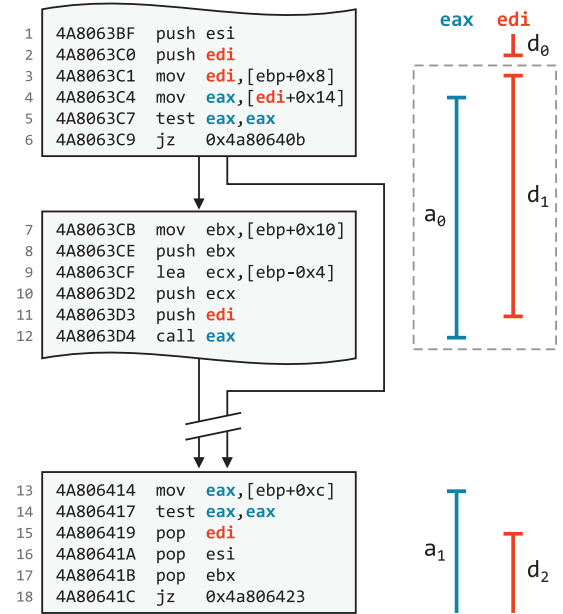 eax edi
d0
1 4A8063BF push esi
2 4A8063C0 push edi
3 4A8063C1 mov edi,[ebp+0x8]
4 4A8063C4 mov eax,[edi+0x14]
5 4A8063C7 test eax,eax
6 4A8063C9 jz 0x4a80640b
a0
d1
7 4A8063CB mov ebx,[ebp+0x10]
8 4A8063CE push ebx
9 4A8063CF lea ecx,[ebp-0x4]
10 4A8063D2 push ecx
11 4A8063D3 push edi
12 4A8063D4 call eax
13 4A806414 mov eax,[ebp+0xc]
14 4A806417 test eax,eax
15 4A806419 pop edi
16 4A80641A pop esi
17 4A80641B pop ebx
18 4A80641C jz 0x4a806423
a1
d2